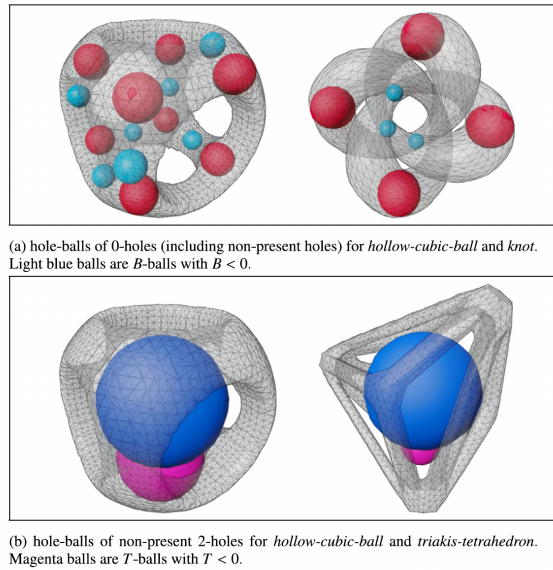 (a) hole-balls of 0-holes (including non-present holes) for hollow-cubic-ball and knot.
Light blue balls are B-balls with B < 0.
(b) hole-balls of non-present 2-holes for hollow-cubic-ball and triakis-tetrahedron.
Magenta balls are T-balls with T < 0.